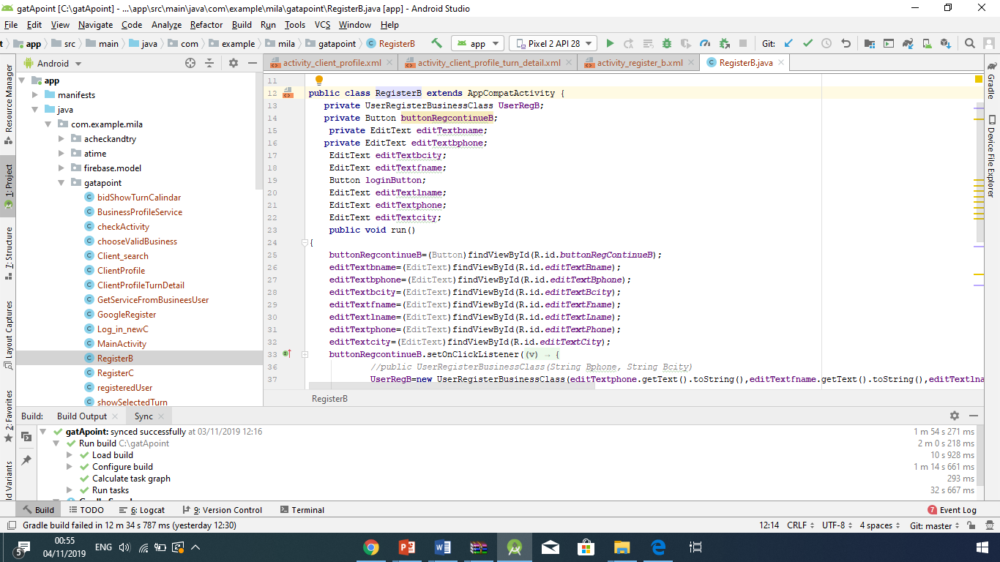 gatApoint [C:\gatApoint] - ...\app\src\main\java\com\example\mila\gatapoint\RegisterB.java [app] - Android Studio
File Edit View Navigate Code Analyze Refactor Build Run Tools VCS Window Help
t app src main java com example mila gatapoint RegisterB app Pixel 2 API 28 Git:
Resource Manager
1: Project
7: Structure
Layout Captures
2: Favorites
ld Variants
Android
app
manifests
java
com.example.mila
acheckandtry
atime
firebase.model
gatapoint
bidShowTurnCalindar
BusinessProfileService
checkActivity
chooseValidBusiness
Client_search
ClientProfile
ClientProfileTurnDetail
GetServiceFromBusineesUser
GoogleRegister
Log_in_newC
MainActivity
RegisterB
RegisterC
registeredUser
showSelectedTurn
activity_client_profile.xml activity_client_profile_turn_detail.xml activity_register_b.xml RegisterB.java
11
12 public class RegisterB extends AppCompatActivity {
13 private UserRegisterBusinessClass UserRegB;
14 private Button buttonRegcontinueB;
15 private EditText editTextbname;
16 private EditText editTextbphone;
17 EditText editTextbcity;
18 EditText editTextfname;
19 Button loginButton;
20 EditText editTextlname;
21 EditText editTextphone;
22 EditText editTextcity;
23 public void run()
24 {
25 buttonRegcontinueB=(Button)findViewById(R.id.buttonRegContinueB);
26 editTextbname=(EditText)findViewById(R.id.editTextBname);
27 editTextbphone=(EditText)findViewById(R.id.editTextBphone);
28 editTextbcity=(EditText)findViewById(R.id.editTextBcity);
29 editTextfname=(EditText)findViewById(R.id.editTextFname);
30 editTextlname=(EditText)findViewById(R.id.editTextLname);
31 editTextphone=(EditText)findViewById(R.id.editTextPhone);
32 editTextcity=(EditText)findViewById(R.id.editTextCity);
33 buttonRegcontinueB.setOnClickListener((v) → {
36 //public UserRegisterBusinessClass(String Bphone, String Bcity)
37 UserRegB=new UserRegisterBusinessClass(editTextphone.getText().toString(),editTextfname.getText().toString(),editTextlna
RegisterB
Gradle
Device File Explorer
Build: Build Output Sync
gatApoint: synced successfully at 03/11/2019 12:16 1 m 54 s 271 ms
Run build C:\gatApoint 2 m 0 s 218 ms
Load build 10 s 928 ms
Configure build 1 m 14 s 661 ms
Calculate task graph 293 ms
Run tasks 32 s 667 ms
Build TODO 6: Logcat 9: Version Control Terminal 7 Event Log
Gradle build failed in 12 m 34 s 787 ms (yesterday 12:30) 12:14 CRLF UTF-8 4 spaces Git: master
5 00:55 ENG
04/11/2019